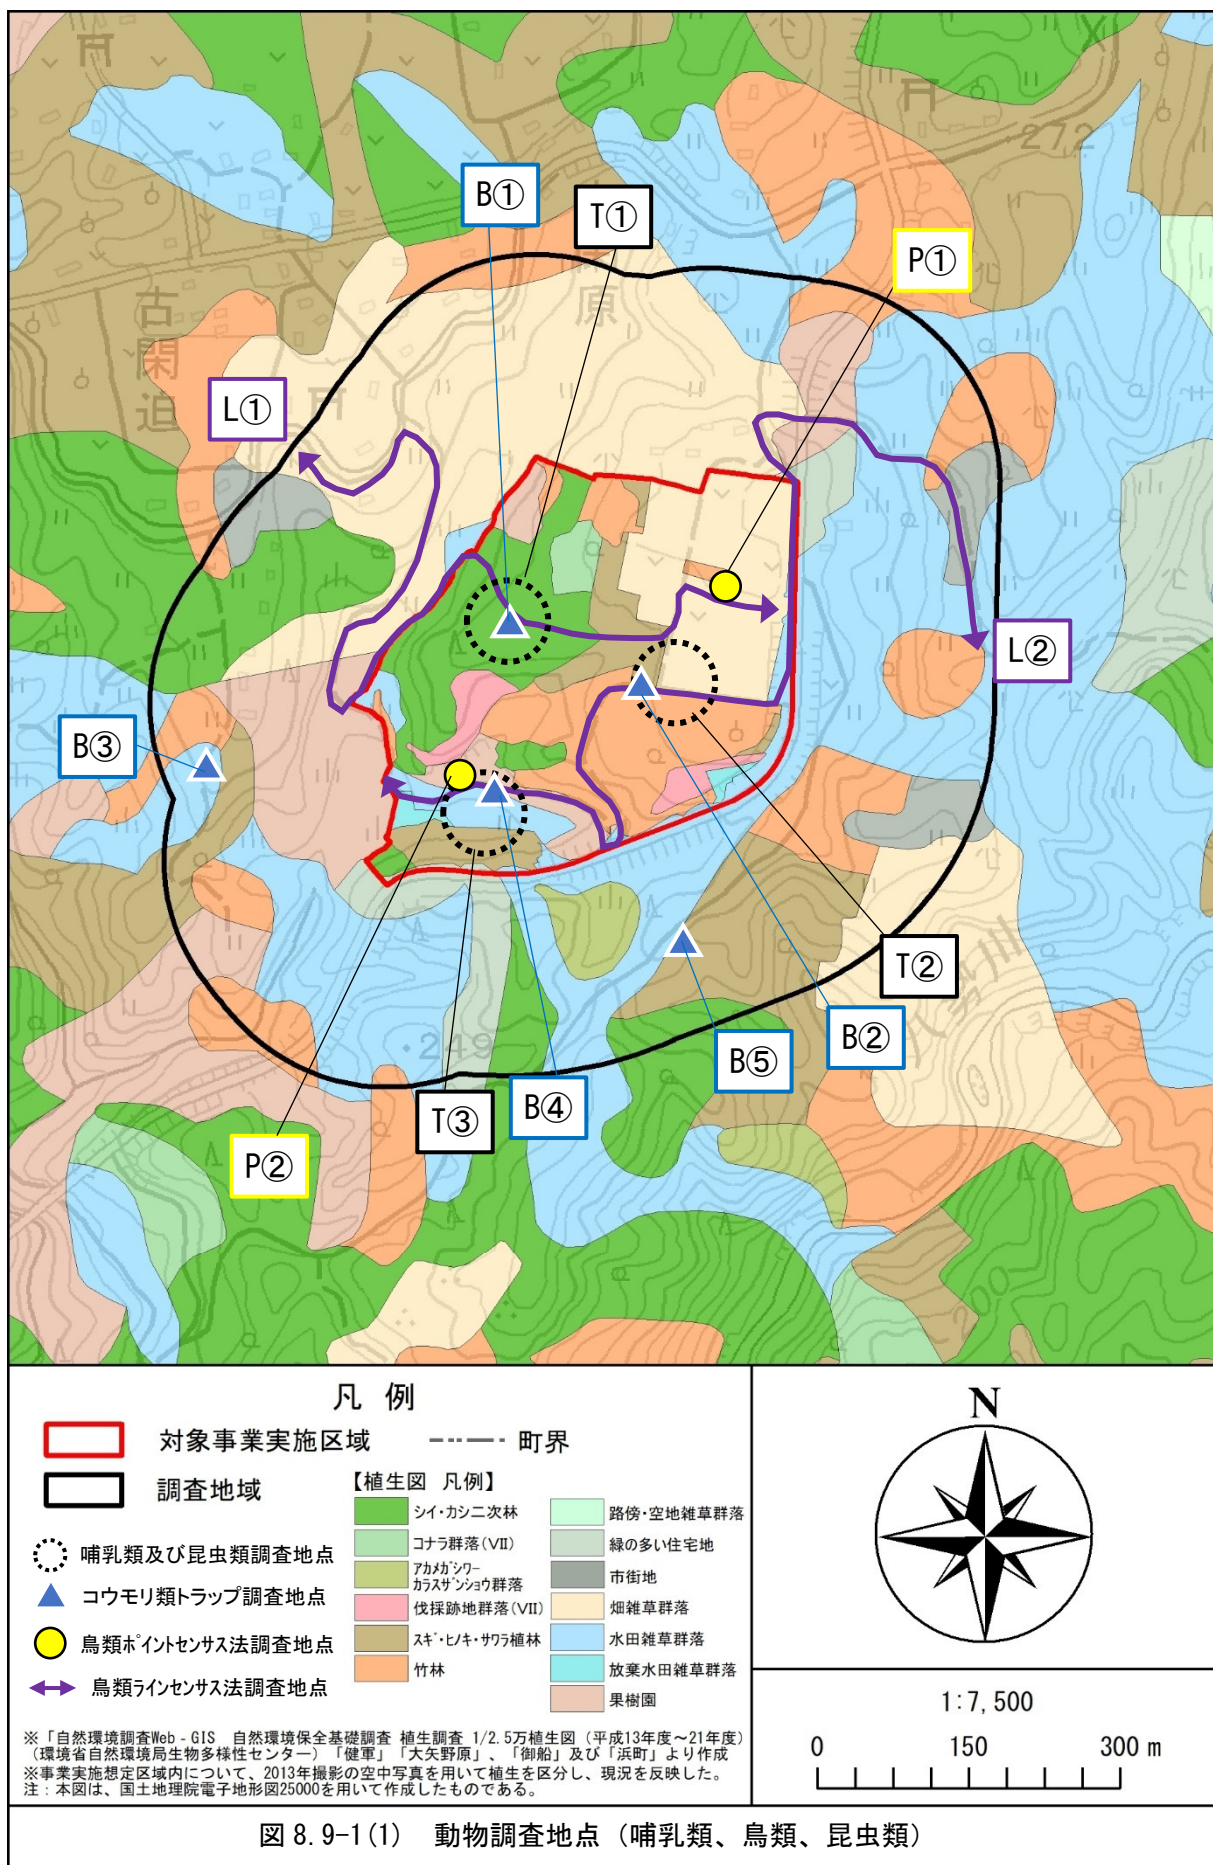 272
B①
T①
P①
原
古
閑
迫
L①
L②
B③
T②
B②
B⑤
・249
T③
B④
P②
200
凡 例
対象事業実施区域
町界
調査地域
哺乳類及び昆虫類調査地点
コウモリ類トラップ調査地点
鳥類ポイントセンサス法調査地点
鳥類ラインセンサス法調査地点
【植生図 凡例】
シイ・カシ二次林
コナラ群落(VII)
アカメガシワー
カラスザンショウ群落
伐採跡地群落(VII)
スギ・ヒノキ・サワラ植林
竹林
路傍・空地雑草群落
緑の多い住宅地
市街地
畑雑草群落
水田雑草群落
放棄水田雑草群落
果樹園
※「自然環境調査Web‐GIS 自然環境保全基礎調査 植生調査 1/2.5万植生図(平成13年度～21年度)
(環境省自然環境局生物多様性センター)「健軍」「大矢野原」、「御船」及び「浜町」より作成
※事業実施想定区域内について、2013年撮影の空中写真を用いて植生を区分し、現況を反映した。
注：本図は、国土地理院電子地形図25000を用いて作成したものである。
N
1:7,500
0 150 300 m
図 8.9-1(1) 動物調査地点（哺乳類、鳥類、昆虫類）